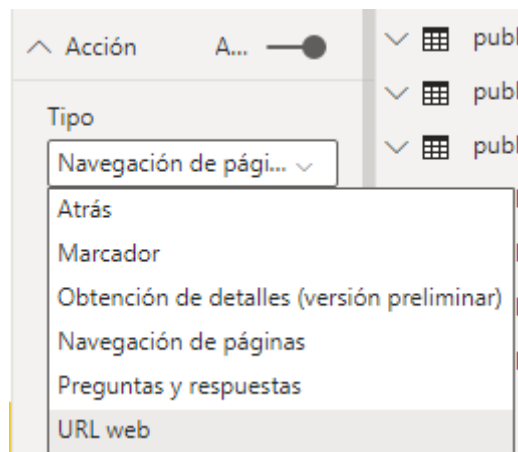 Acción A...
publ
publ
publ
Tipo
Navegación de pági...
Atrás
Marcador
Obtención de detalles (versión preliminar)
Navegación de páginas
Preguntas y respuestas
URL web